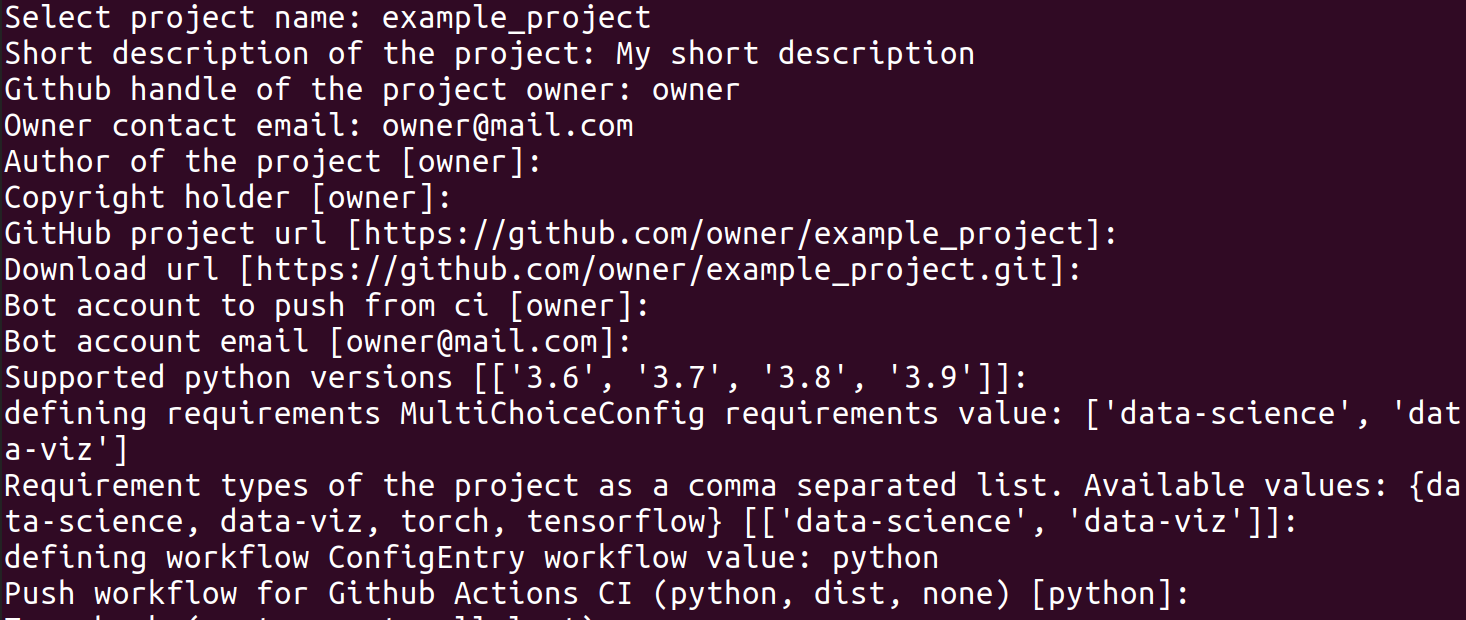 Select project name: example_project
Short description of the project: My short description
Github handle of the project owner: owner
Owner contact email: owner@mail.com
Author of the project [owner]:
Copyright holder [owner]:
GitHub project url [https://github.com/owner/example_project]:
Download url [https://github.com/owner/example_project.git]:
Bot account to push from ci [owner]:
Bot account email [owner@mail.com]:
Supported python versions [['3.6', '3.7', '3.8', '3.9']]:
defining requirements MultiChoiceConfig requirements value: ['data-science', 'dat
a-viz']
Requirement types of the project as a comma separated list. Available values: {da
ta-science, data-viz, torch, tensorflow} [['data-science', 'data-viz']]:
defining workflow ConfigEntry workflow value: python
Push workflow for Github Actions CI (python, dist, none) [python]: